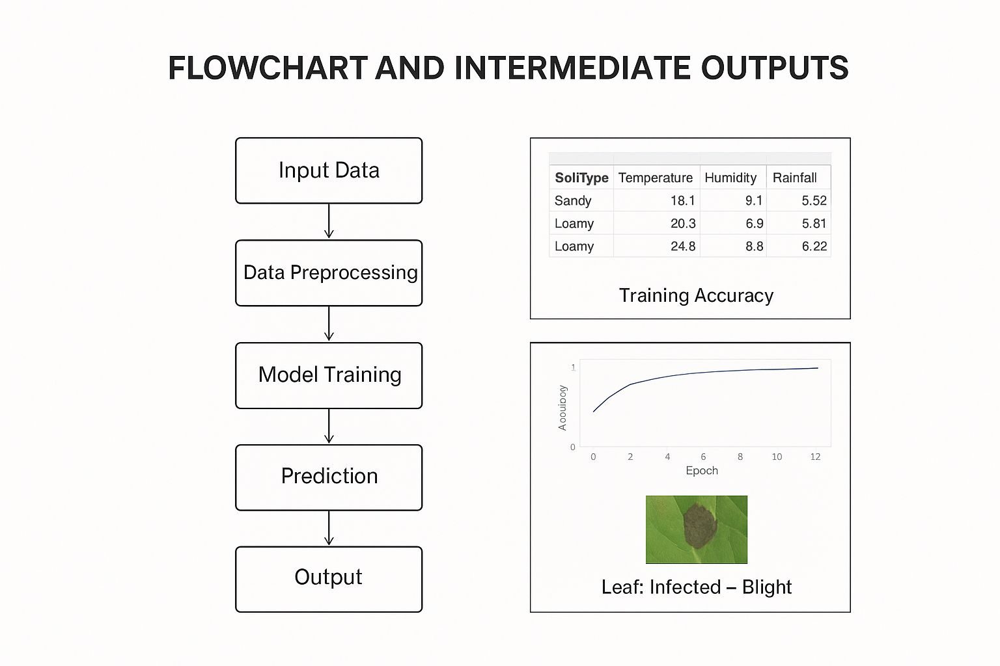 FLOWCHART AND INTERMEDIATE OUTPUTS
Input Data
Data Preprocessing
Model Training
Prediction
Output
SoliType Temperature Humidity Rainfall
Sandy 18.1 9.1 5.52
Loamy 20.3 6.9 5.81
Loamy 24.8 8.8 6.22
Training Accuracy
1
0
0 2 4 6 8 10 12
Epoch
Leaf: Infected – Blight